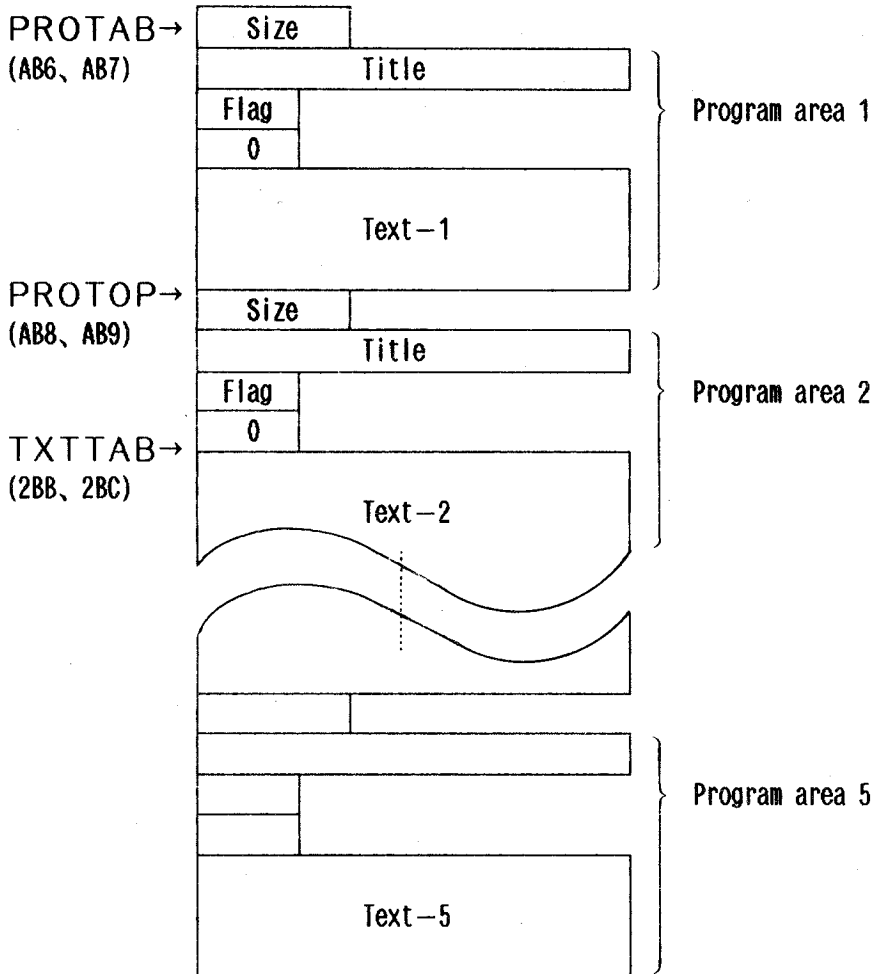 PROTAB→
(AB6、AB7)
Size
Title
Flag
0
Text−1
Program area 1
PROTOP→
(AB8、AB9)
Size
Title
Flag
0
TXTTAB→
(2BB、2BC)
Text−2
Program area 2
Program area 5
Text−5